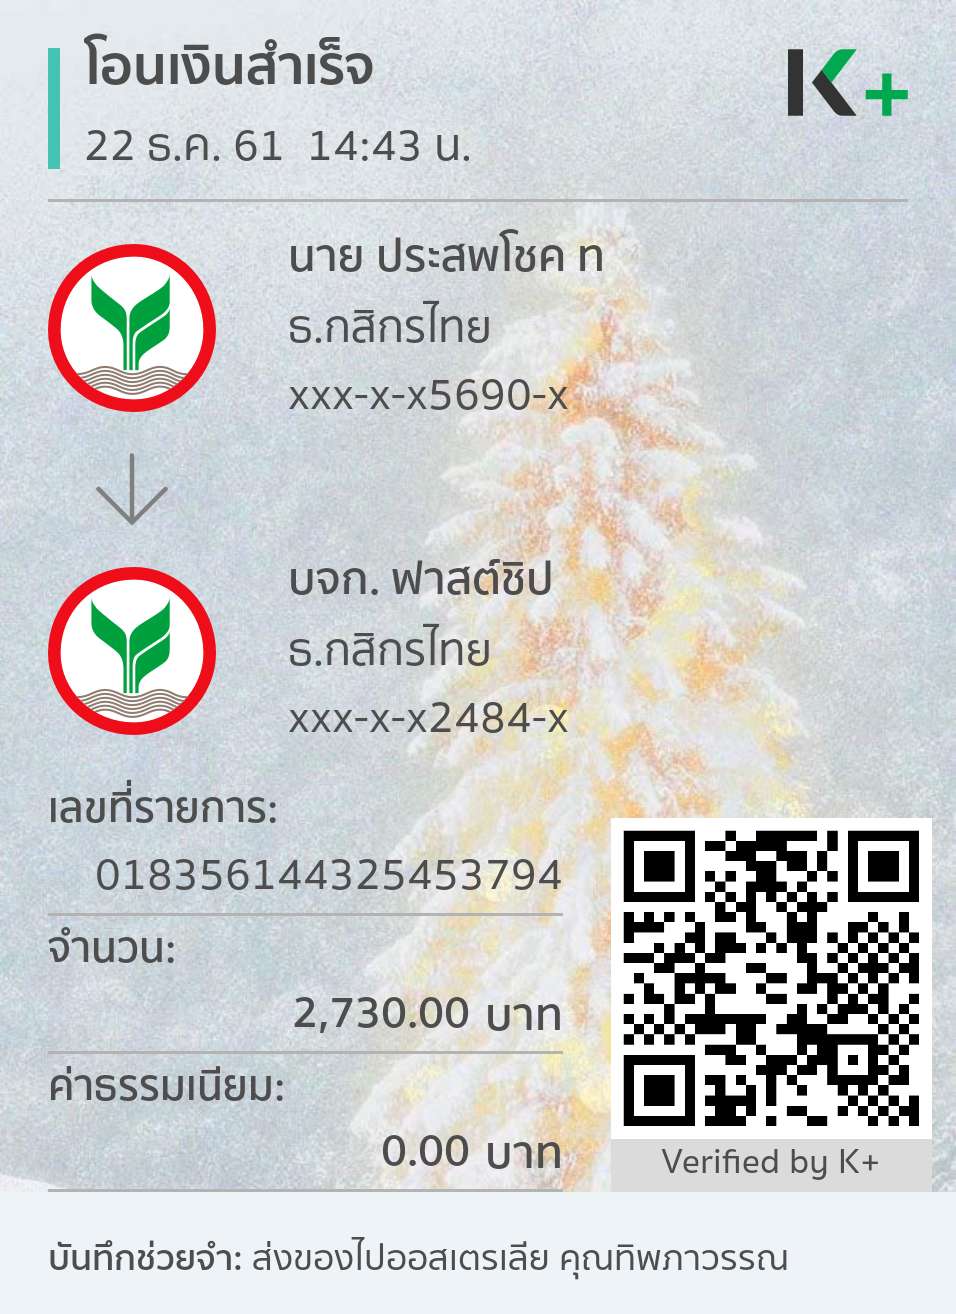 โอนเงินสำเร็จ
22 ธ.ค. 61  14:43 น.
K+
นาย ประสพโชค ท
ธ.กสิกรไทย
xxx-x-x5690-x
บจก. ฟาสต์ชิป
ธ.กสิกรไทย
xxx-x-x2484-x
เลขที่รายการ:
018356144325453794
จำนวน:
2,730.00 บาท
ค่าธรรมเนียม:
0.00 บาท
Verified by K+
บันทึกช่วยจำ: ส่งของไปออสเตรเลีย คุณทิพภาวรรณ